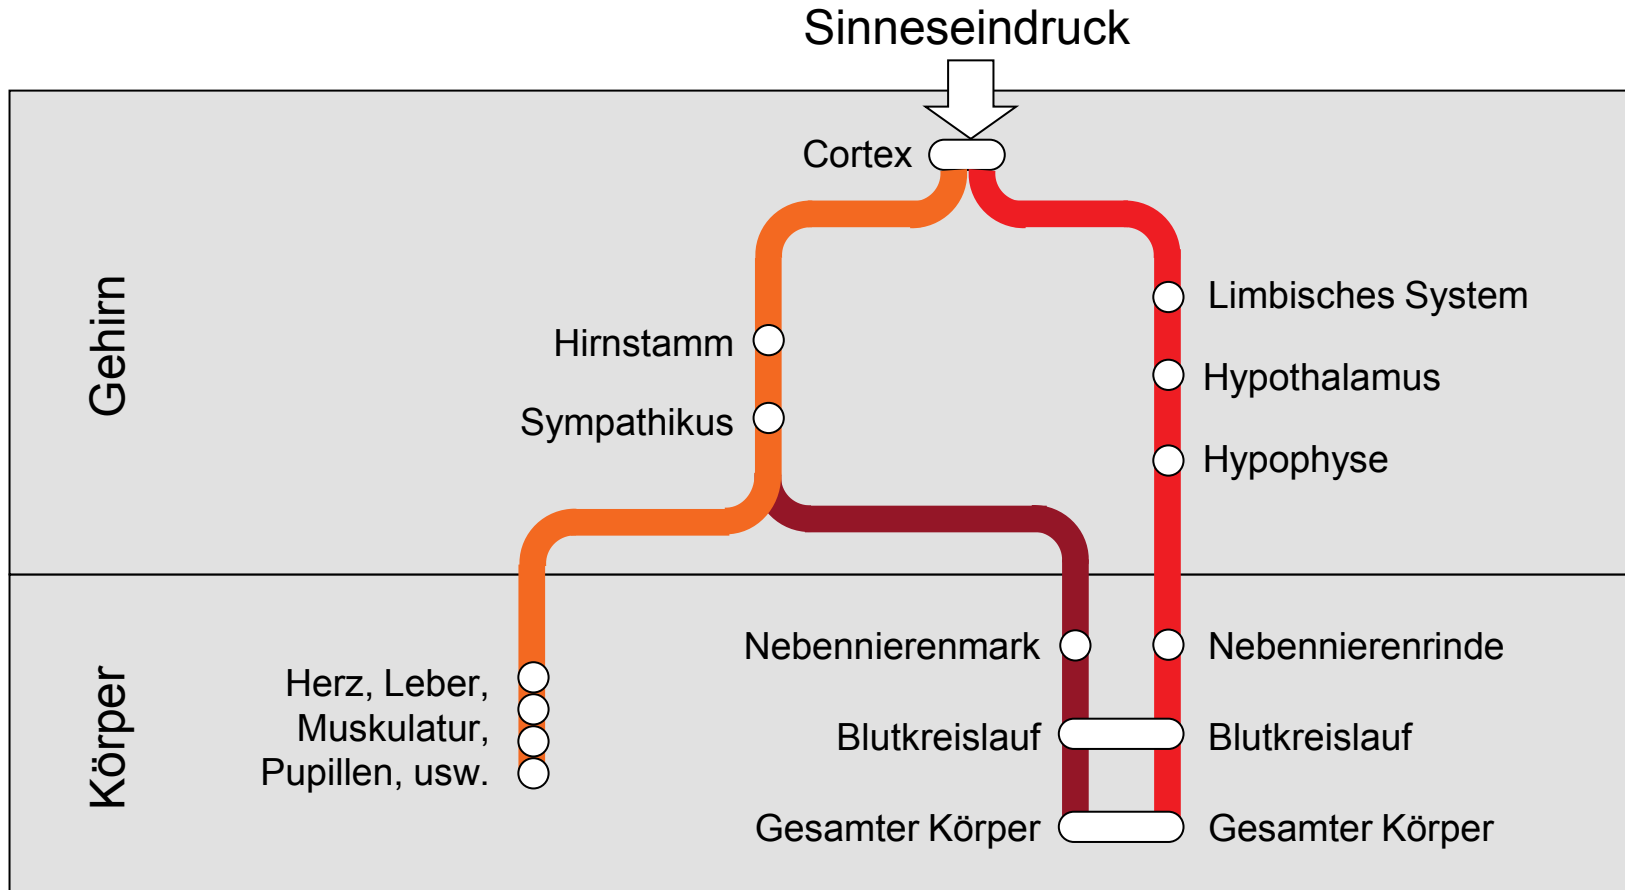 Sinneseindruck
Cortex
Gehirn
Limbisches System
Hirnstamm
Hypothalamus
Sympathikus
Hypophyse
Körper
Nebennierenmark
Nebennierenrinde
Herz, Leber,
Muskulatur,
Pupillen, usw.
Blutkreislauf
Blutkreislauf
Gesamter Körper
Gesamter Körper